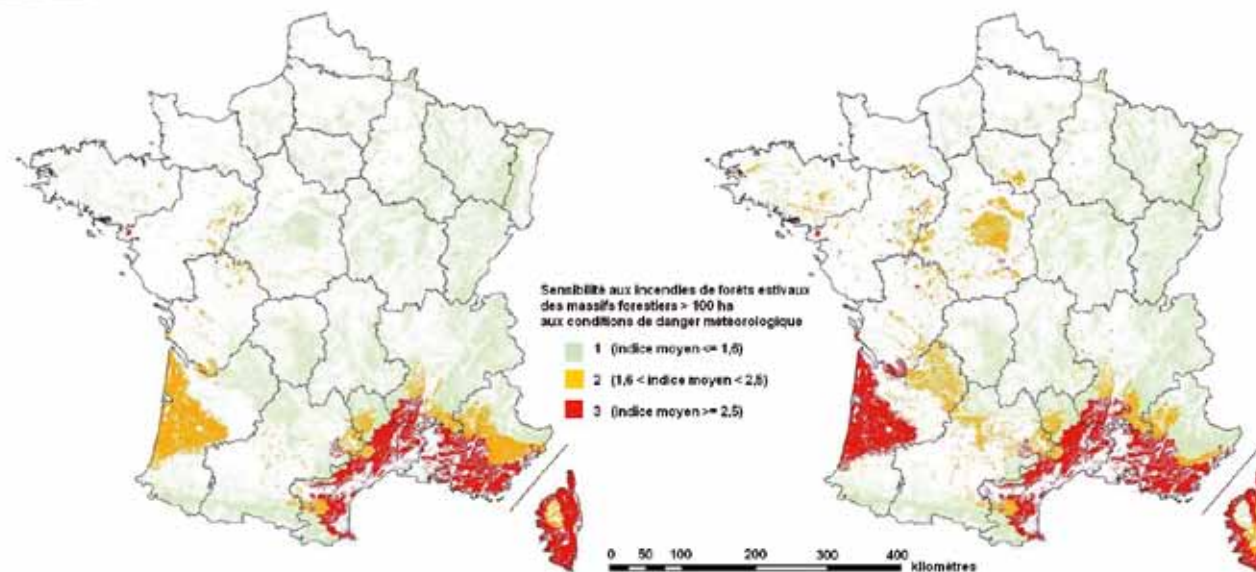 Sensibilité aux incendies de forêts estivaux
des massifs forestiers > 100 ha
aux conditions de danger météorologique
1 (indice moyen <= 1,6)
2 (1,6 < indice moyen < 2,5)
3 (indice moyen >= 2,5)
0 50 100 200 300 400
kilomètres